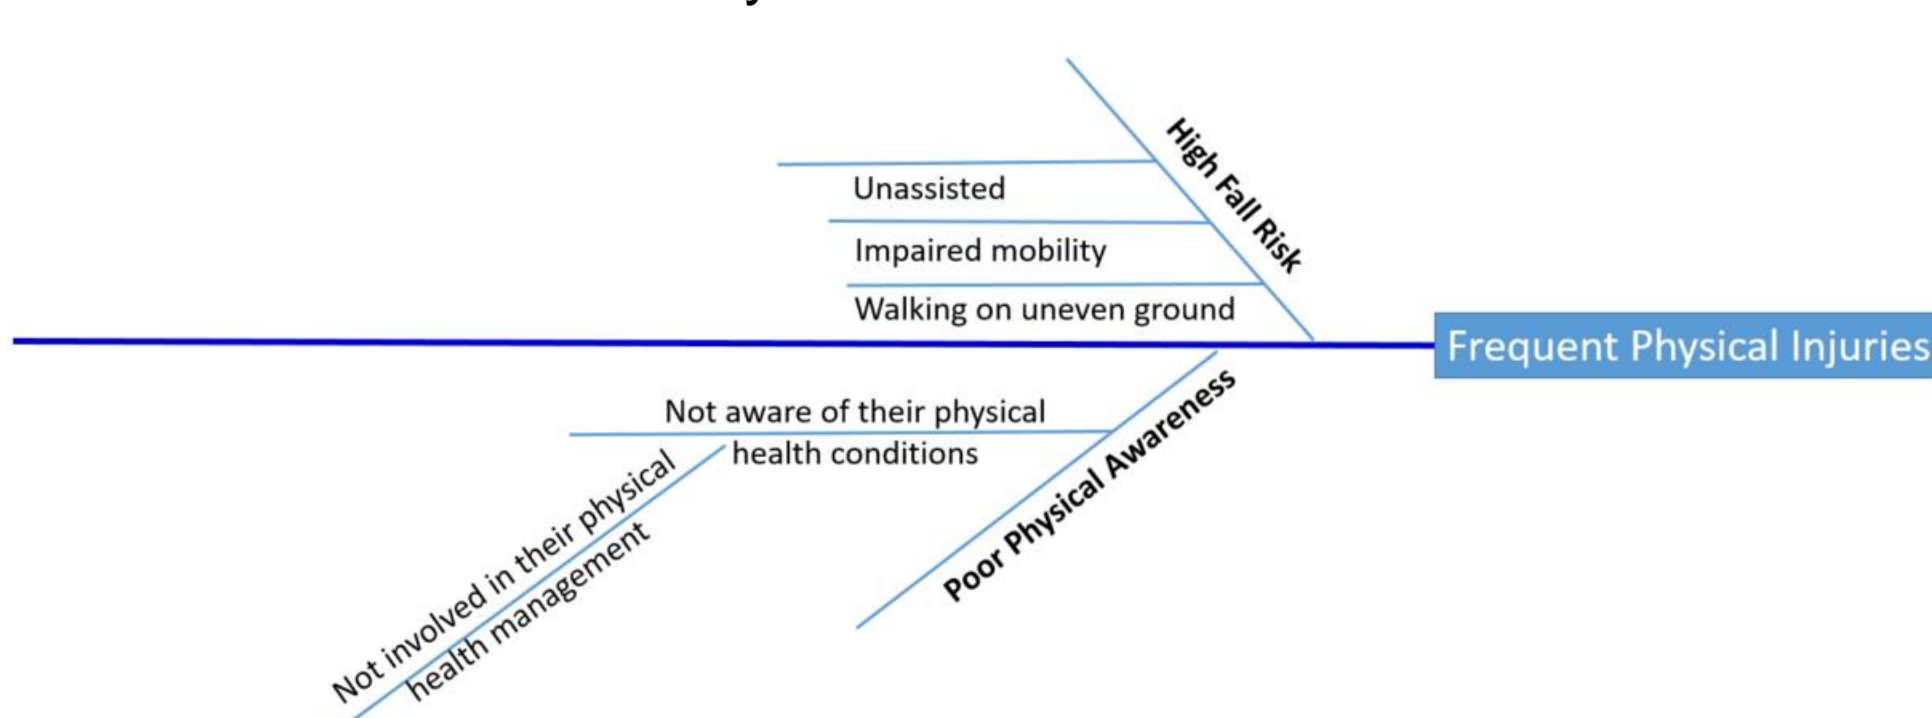 High Fall Risk
Unassisted
Impaired mobility
Walking on uneven ground
Frequent Physical Injuries
Not aware of their physical
health conditions
Poor Physical Awareness
Not involved in their physical
health management